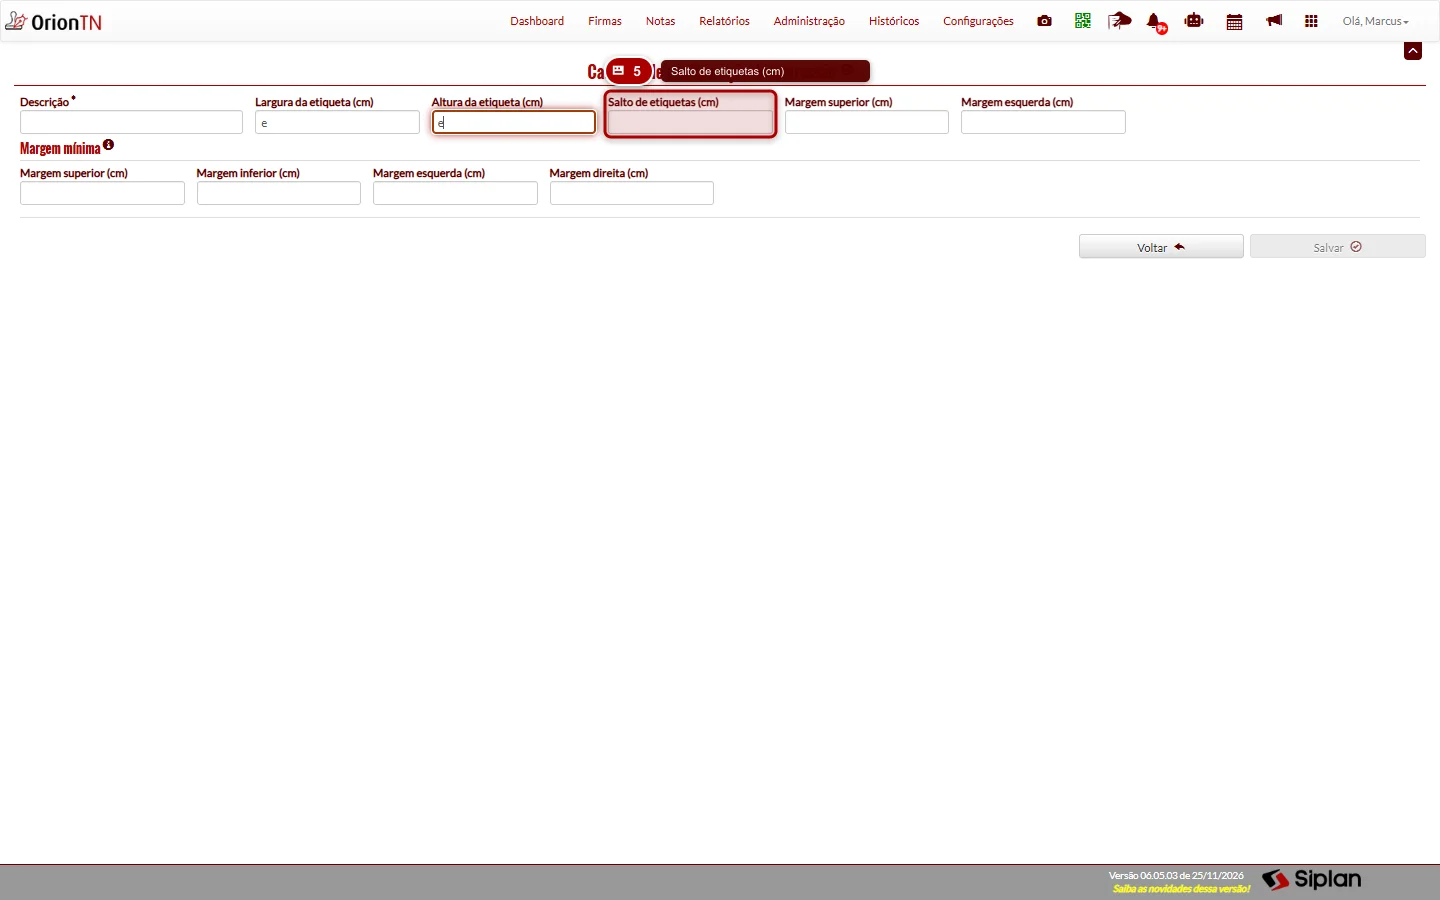 OrionTN
Dashboard
Firmas
Notas
Relatórios
Administração
Históricos
Configurações
9+
Olá, Marcus
5
Salto de etiquetas (cm)
Descrição *
Largura da etiqueta (cm)
Altura da etiqueta (cm)
Salto de etiquetas (cm)
Margem superior (cm)
Margem esquerda (cm)
e
e
Margem mínima
Margem superior (cm)
Margem inferior (cm)
Margem esquerda (cm)
Margem direita (cm)
Voltar
Salvar
Versão 06.05.03 de 25/11/2026
Saiba as novidades dessa versão!
Siplan